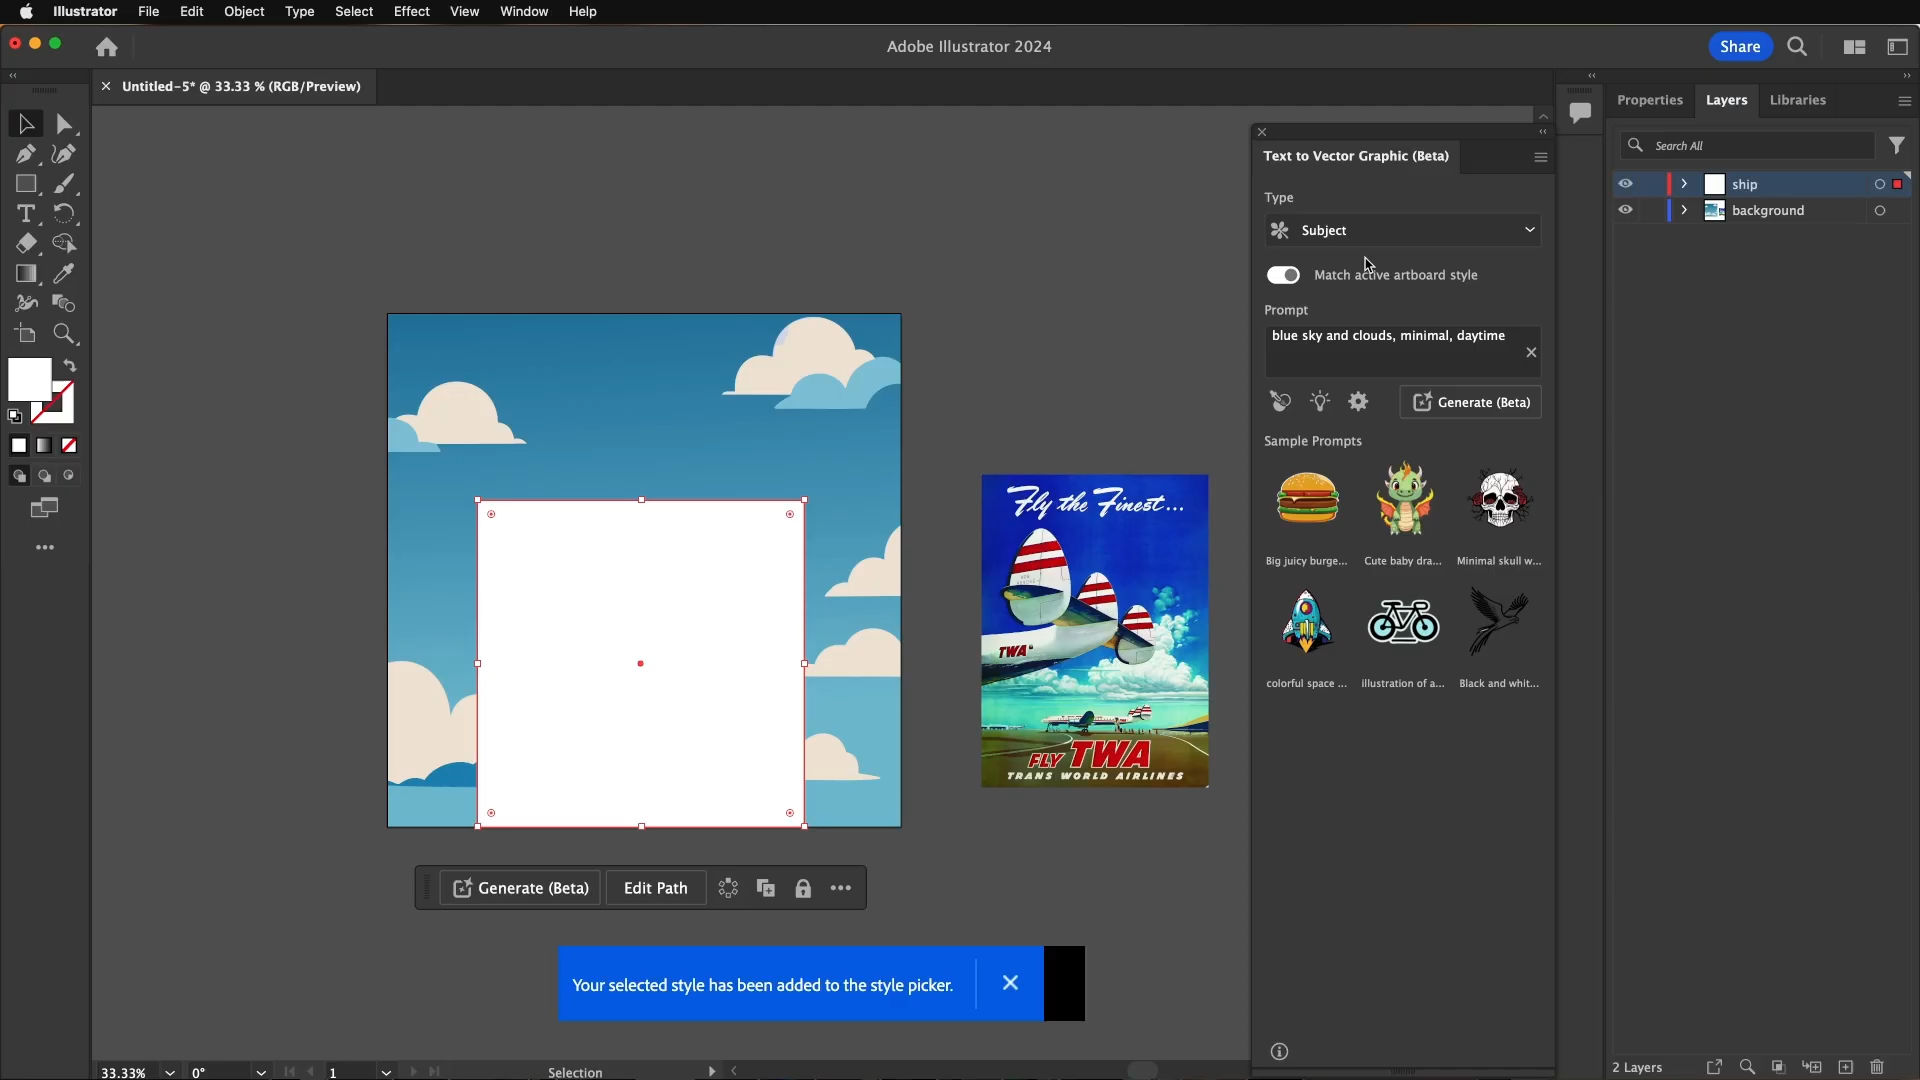 Illustrator File Edit Object Type Select Effect View Window Help
Adobe Illustrator 2024
Share
Untitled-5* @ 33.33 % (RGB/Preview)
Properties Layers Libraries
Search All
ship
background
Text to Vector Graphic (Beta)
Type
Subject
Match active artboard style
Prompt
blue sky and clouds, minimal, daytime
Generate (Beta)
Sample Prompts
Big juicy burge... Cute baby dra... Minimal skull w...
colorful space ... illustration of a... Black and whit...
Fly the Finest...
TWA
FLY TWA
TRANS WORLD AIRLINES
Generate (Beta) Edit Path
Your selected style has been added to the style picker.
33.33% 0° 1 Selection
2 Layers